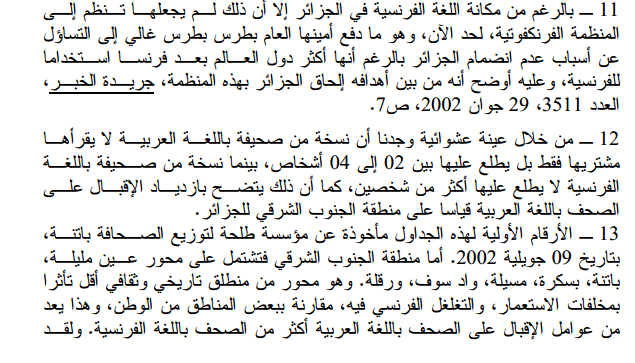 11 ـ بالرغم من مكانة اللغة الفرنسية في الجزائر إلا أن ذلك لم يجعلها تنظم إلى
المنظمة الفرنكفوتية، لحد الآن، وهو ما دفع أمينها العام بطرس بطرس غالي إلى التساؤل
عن أسباب عدم انضمام الجزائر بالرغم أنها أكثر دول العالم بعد فرنسا استخداما
للفرنسية، وعليه أوضح أنه من بين أهدافه إلحاق الجزائر بهذه المنظمة، جريدة الخبر،
العدد 3511، 29 جوان 2002، ص7.
12 ـ من خلال عينة عشوائية وجدنا أن نسخة من صحيفة باللغة العربية لا يقرأها
مشتريها فقط بل يطلع عليها بين 02 إلى 04 أشخاص، بينما نسخة من صحيفة باللغة
الفرنسية لا يطلع عليها أكثر من شخصين، كما أن ذلك يتضح بازدياد الإقبال على
الصحف باللغة العربية قياسا على منطقة الجنوب الشرقي للجزائر.
13 ـ الأرقام الأولية لهذه الجداول مأخوذة عن مؤسسة طلحة لتوزيع الصحافة باتنة،
بتاريخ 09 جويلية 2002. أما منطقة الجنوب الشرقي فتشتمل على محور عين مليلة،
باتنة، بسكرة، مسيلة، واد سوف، ورقلة. وهو محور من منطلق تاريخي وثقافي أقل تأثرا
بمخلفات الاستعمار، والتغلغل الفرنسي فيه، مقارنة ببعض المناطق من الوطن، وهذا يعد
من عوامل الإقبال على الصحف باللغة العربية أكثر من الصحف باللغة الفرنسية. ولقد